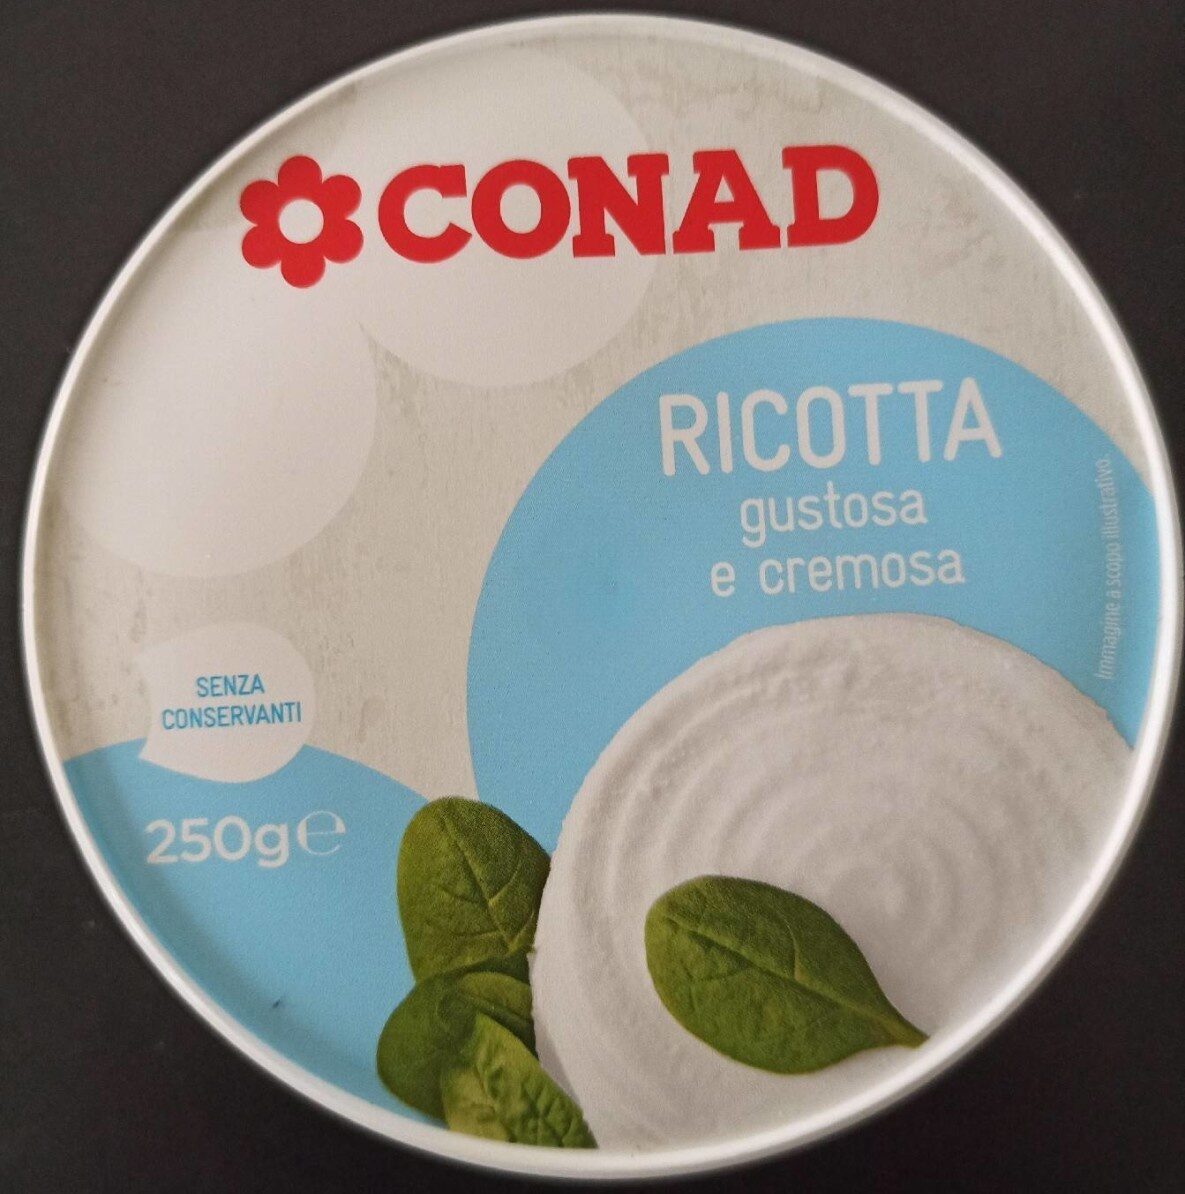 CONAD
RICOTTA
gustosa
e cremosa
Immagine a scopo illustrativo.
SENZA
CONSERVANTI
250g℮